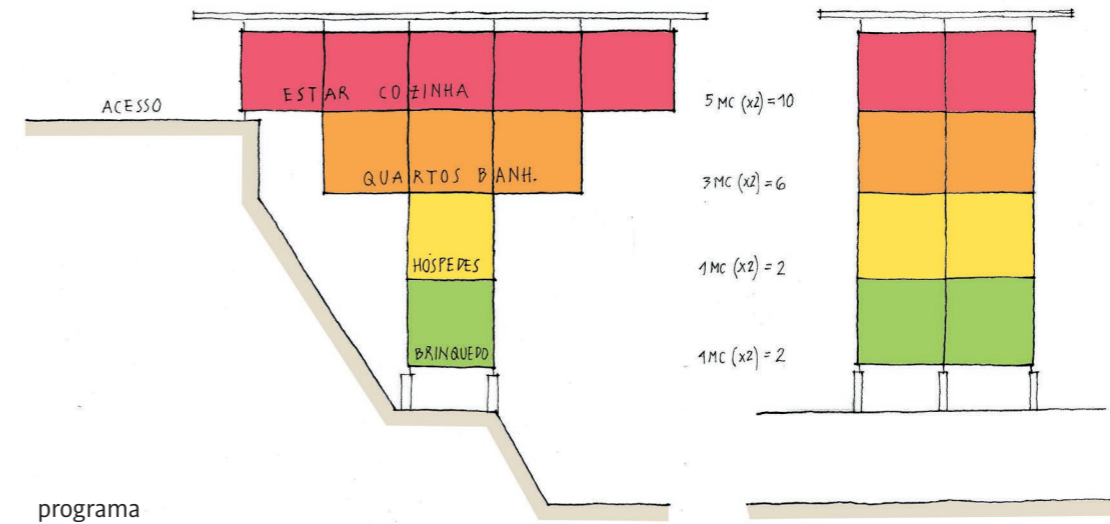 ACESSO
ESTAR COZINHA
5 MC (x2) = 10
QUARTOS BANH.
3 MC (x2) = 6
HÓSPEDES
1 MC (x2) = 2
BRINQUEDO
1 MC (x2) = 2
programa